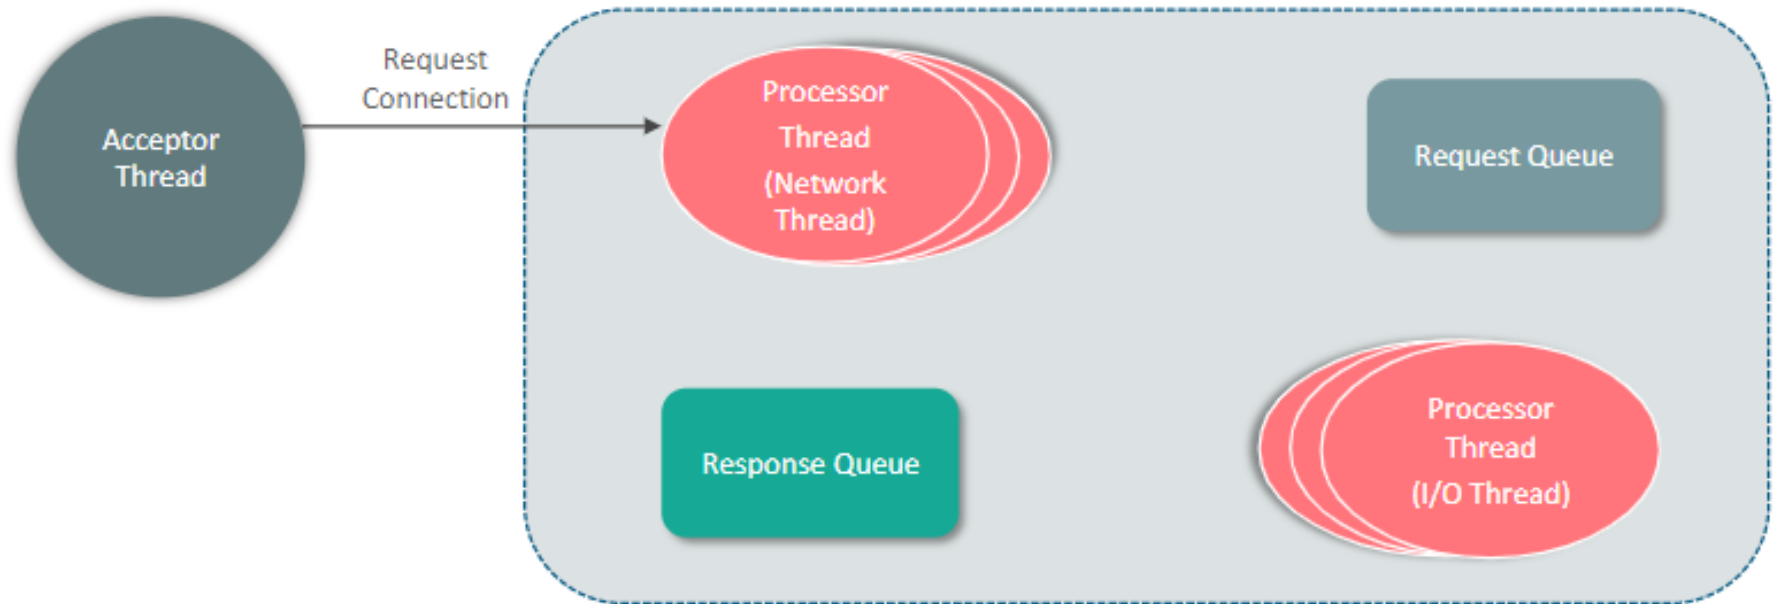 Acceptor
Thread
Request
Connection
Processor
Thread
(Network
Thread)
Request Queue
Response Queue
Processor
Thread
(I/O Thread)